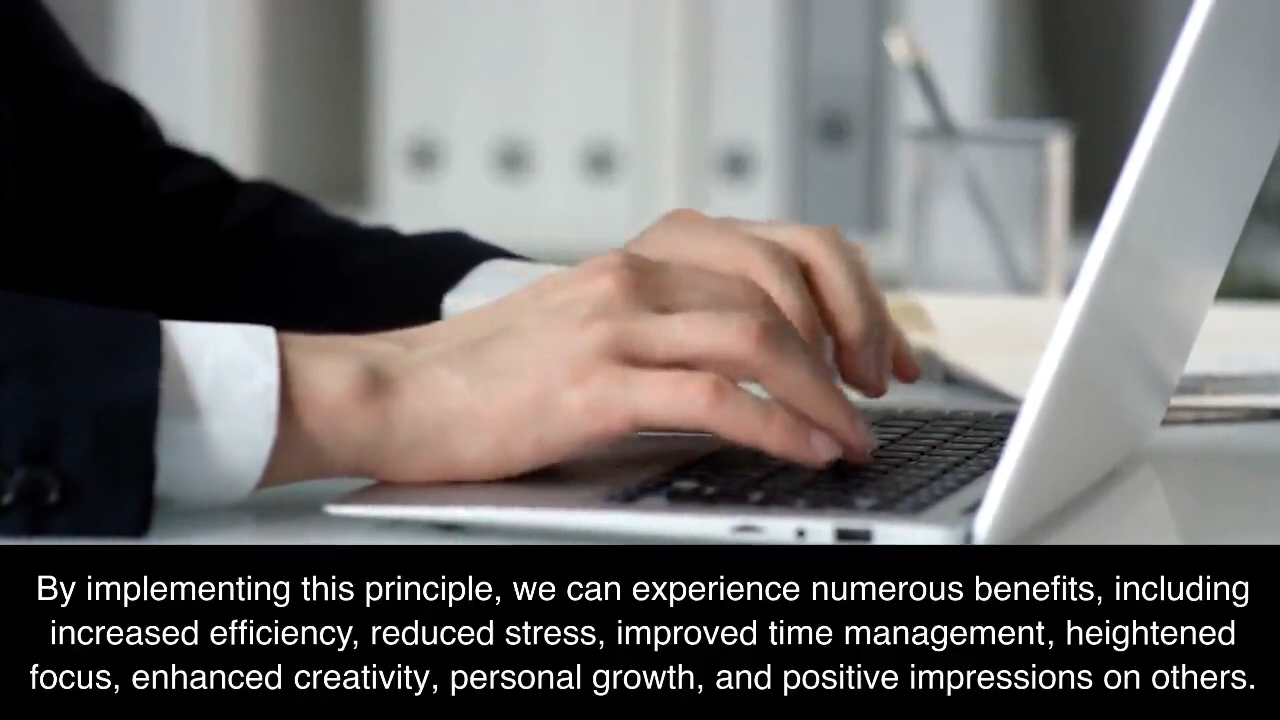 By implementing this principle, we can experience numerous benefits, including
increased efficiency, reduced stress, improved time management, heightened
focus, enhanced creativity, personal growth, and positive impressions on others.